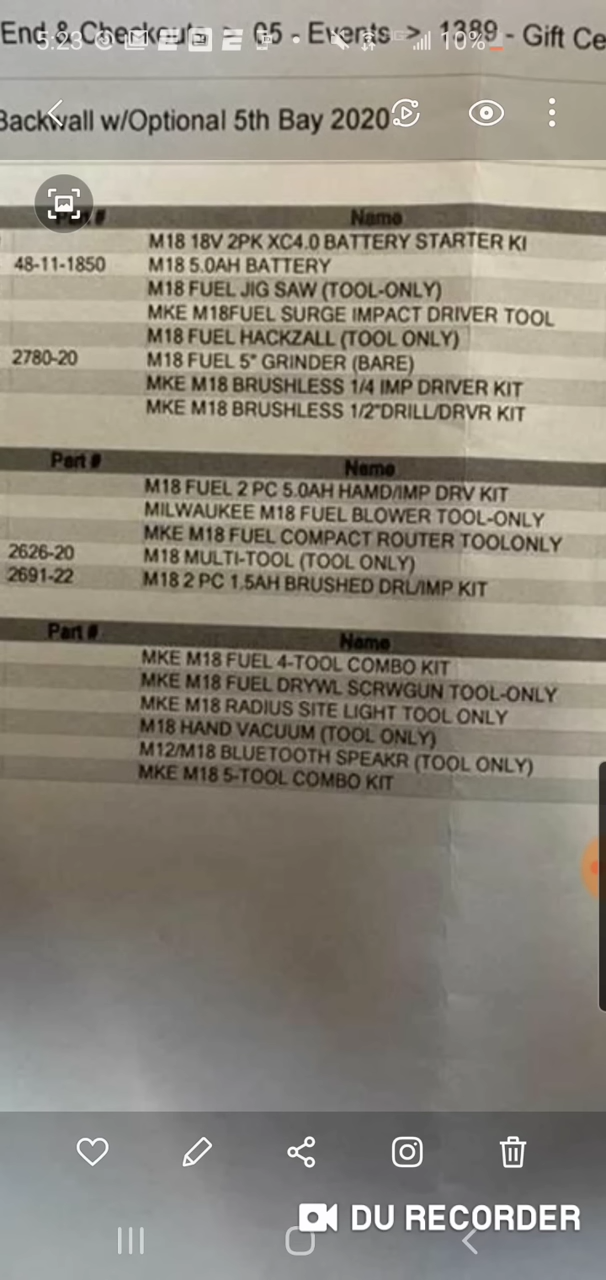 End & Checkout > 05 - Events > 1389 - Gift Ce
5:23 10%
Backwall w/Optional 5th Bay 2020
Part # Name
M18 18V 2PK XC4.0 BATTERY STARTER KI
48-11-1850 M18 5.0AH BATTERY
M18 FUEL JIG SAW (TOOL-ONLY)
MKE M18FUEL SURGE IMPACT DRIVER TOOL
M18 FUEL HACKZALL (TOOL ONLY)
2780-20 M18 FUEL 5" GRINDER (BARE)
MKE M18 BRUSHLESS 1/4 IMP DRIVER KIT
MKE M18 BRUSHLESS 1/2"DRILL/DRVR KIT
Part # Name
M18 FUEL 2 PC 5.0AH HAMD/IMP DRV KIT
MILWAUKEE M18 FUEL BLOWER TOOL-ONLY
MKE M18 FUEL COMPACT ROUTER TOOLONLY
2626-20 M18 MULTI-TOOL (TOOL ONLY)
2691-22 M18 2 PC 1.5AH BRUSHED DRL/IMP KIT
Part # Name
MKE M18 FUEL 4-TOOL COMBO KIT
MKE M18 FUEL DRYWL SCRWGUN TOOL-ONLY
MKE M18 RADIUS SITE LIGHT TOOL ONLY
M18 HAND VACUUM (TOOL ONLY)
M12/M18 BLUETOOTH SPEAKR (TOOL ONLY)
MKE M18 5-TOOL COMBO KIT
DU RECORDER